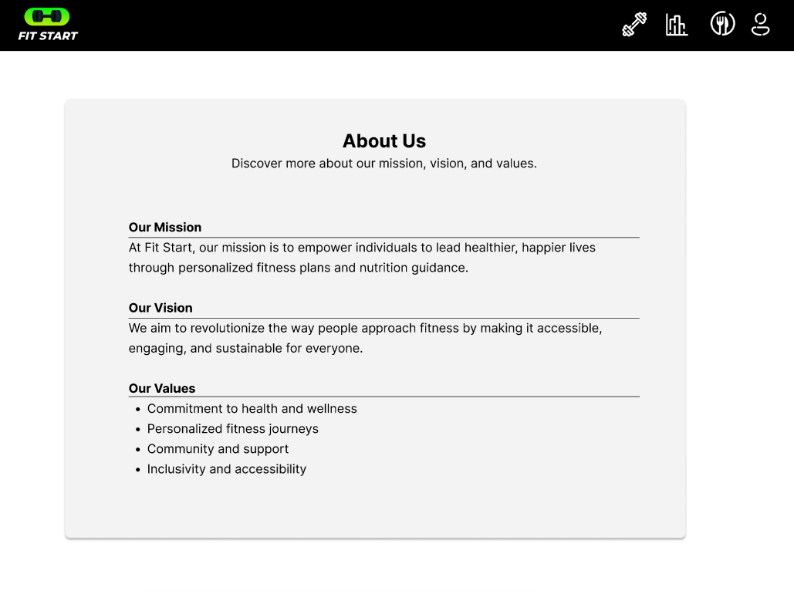 FIT START
About Us
Discover more about our mission, vision, and values.
Our Mission
At Fit Start, our mission is to empower individuals to lead healthier, happier lives
through personalized fitness plans and nutrition guidance.
Our Vision
We aim to revolutionize the way people approach fitness by making it accessible,
engaging, and sustainable for everyone.
Our Values
• Commitment to health and wellness
• Personalized fitness journeys
• Community and support
• Inclusivity and accessibility